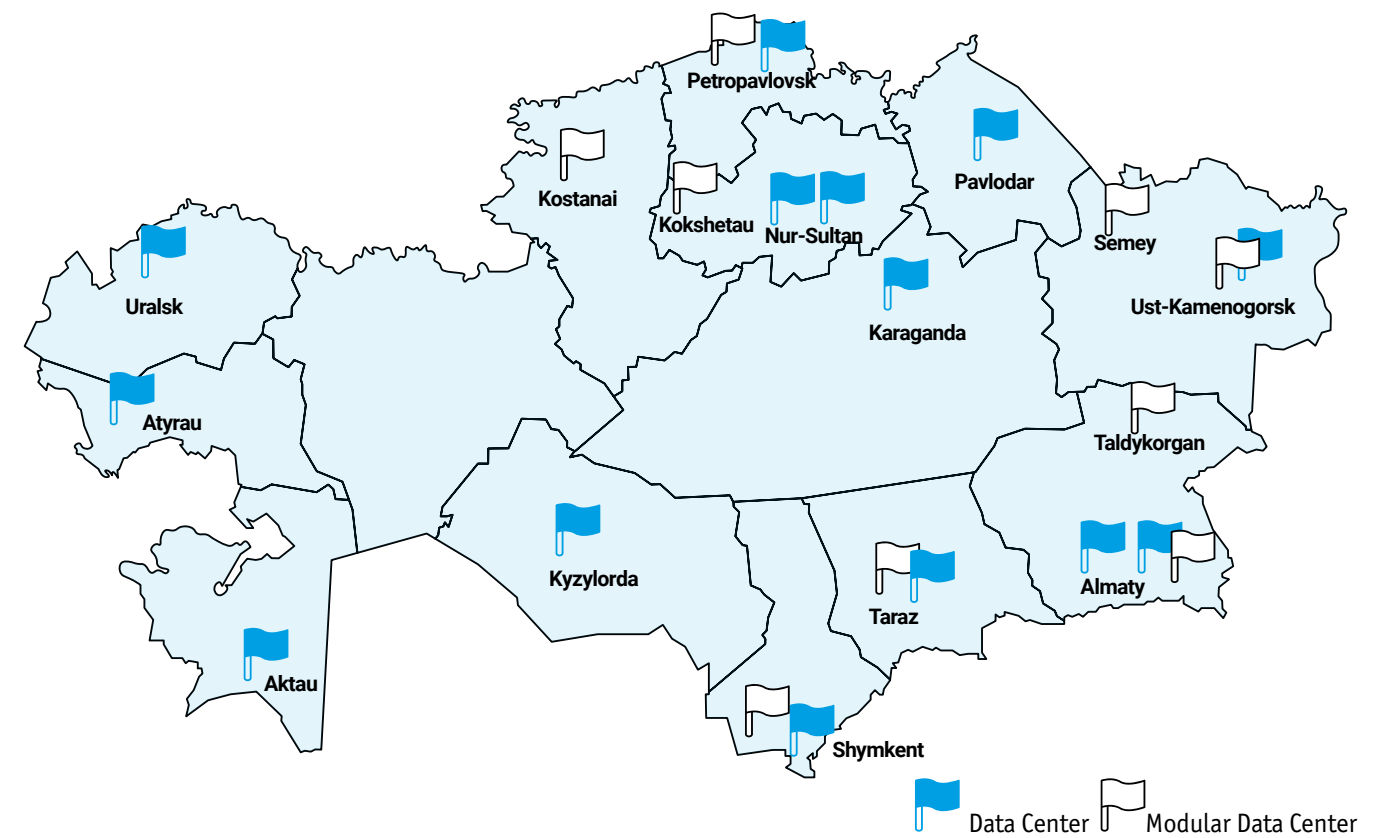 Petropavlovsk
Pavlodar
Kostanai
Kokshetau
Nur-Sultan
Semey
Uralsk
Ust-Kamenogorsk
Karaganda
Atyrau
Taldykorgan
Kyzylorda
Almaty
Taraz
Aktau
Shymkent
Data Center
Modular Data Center